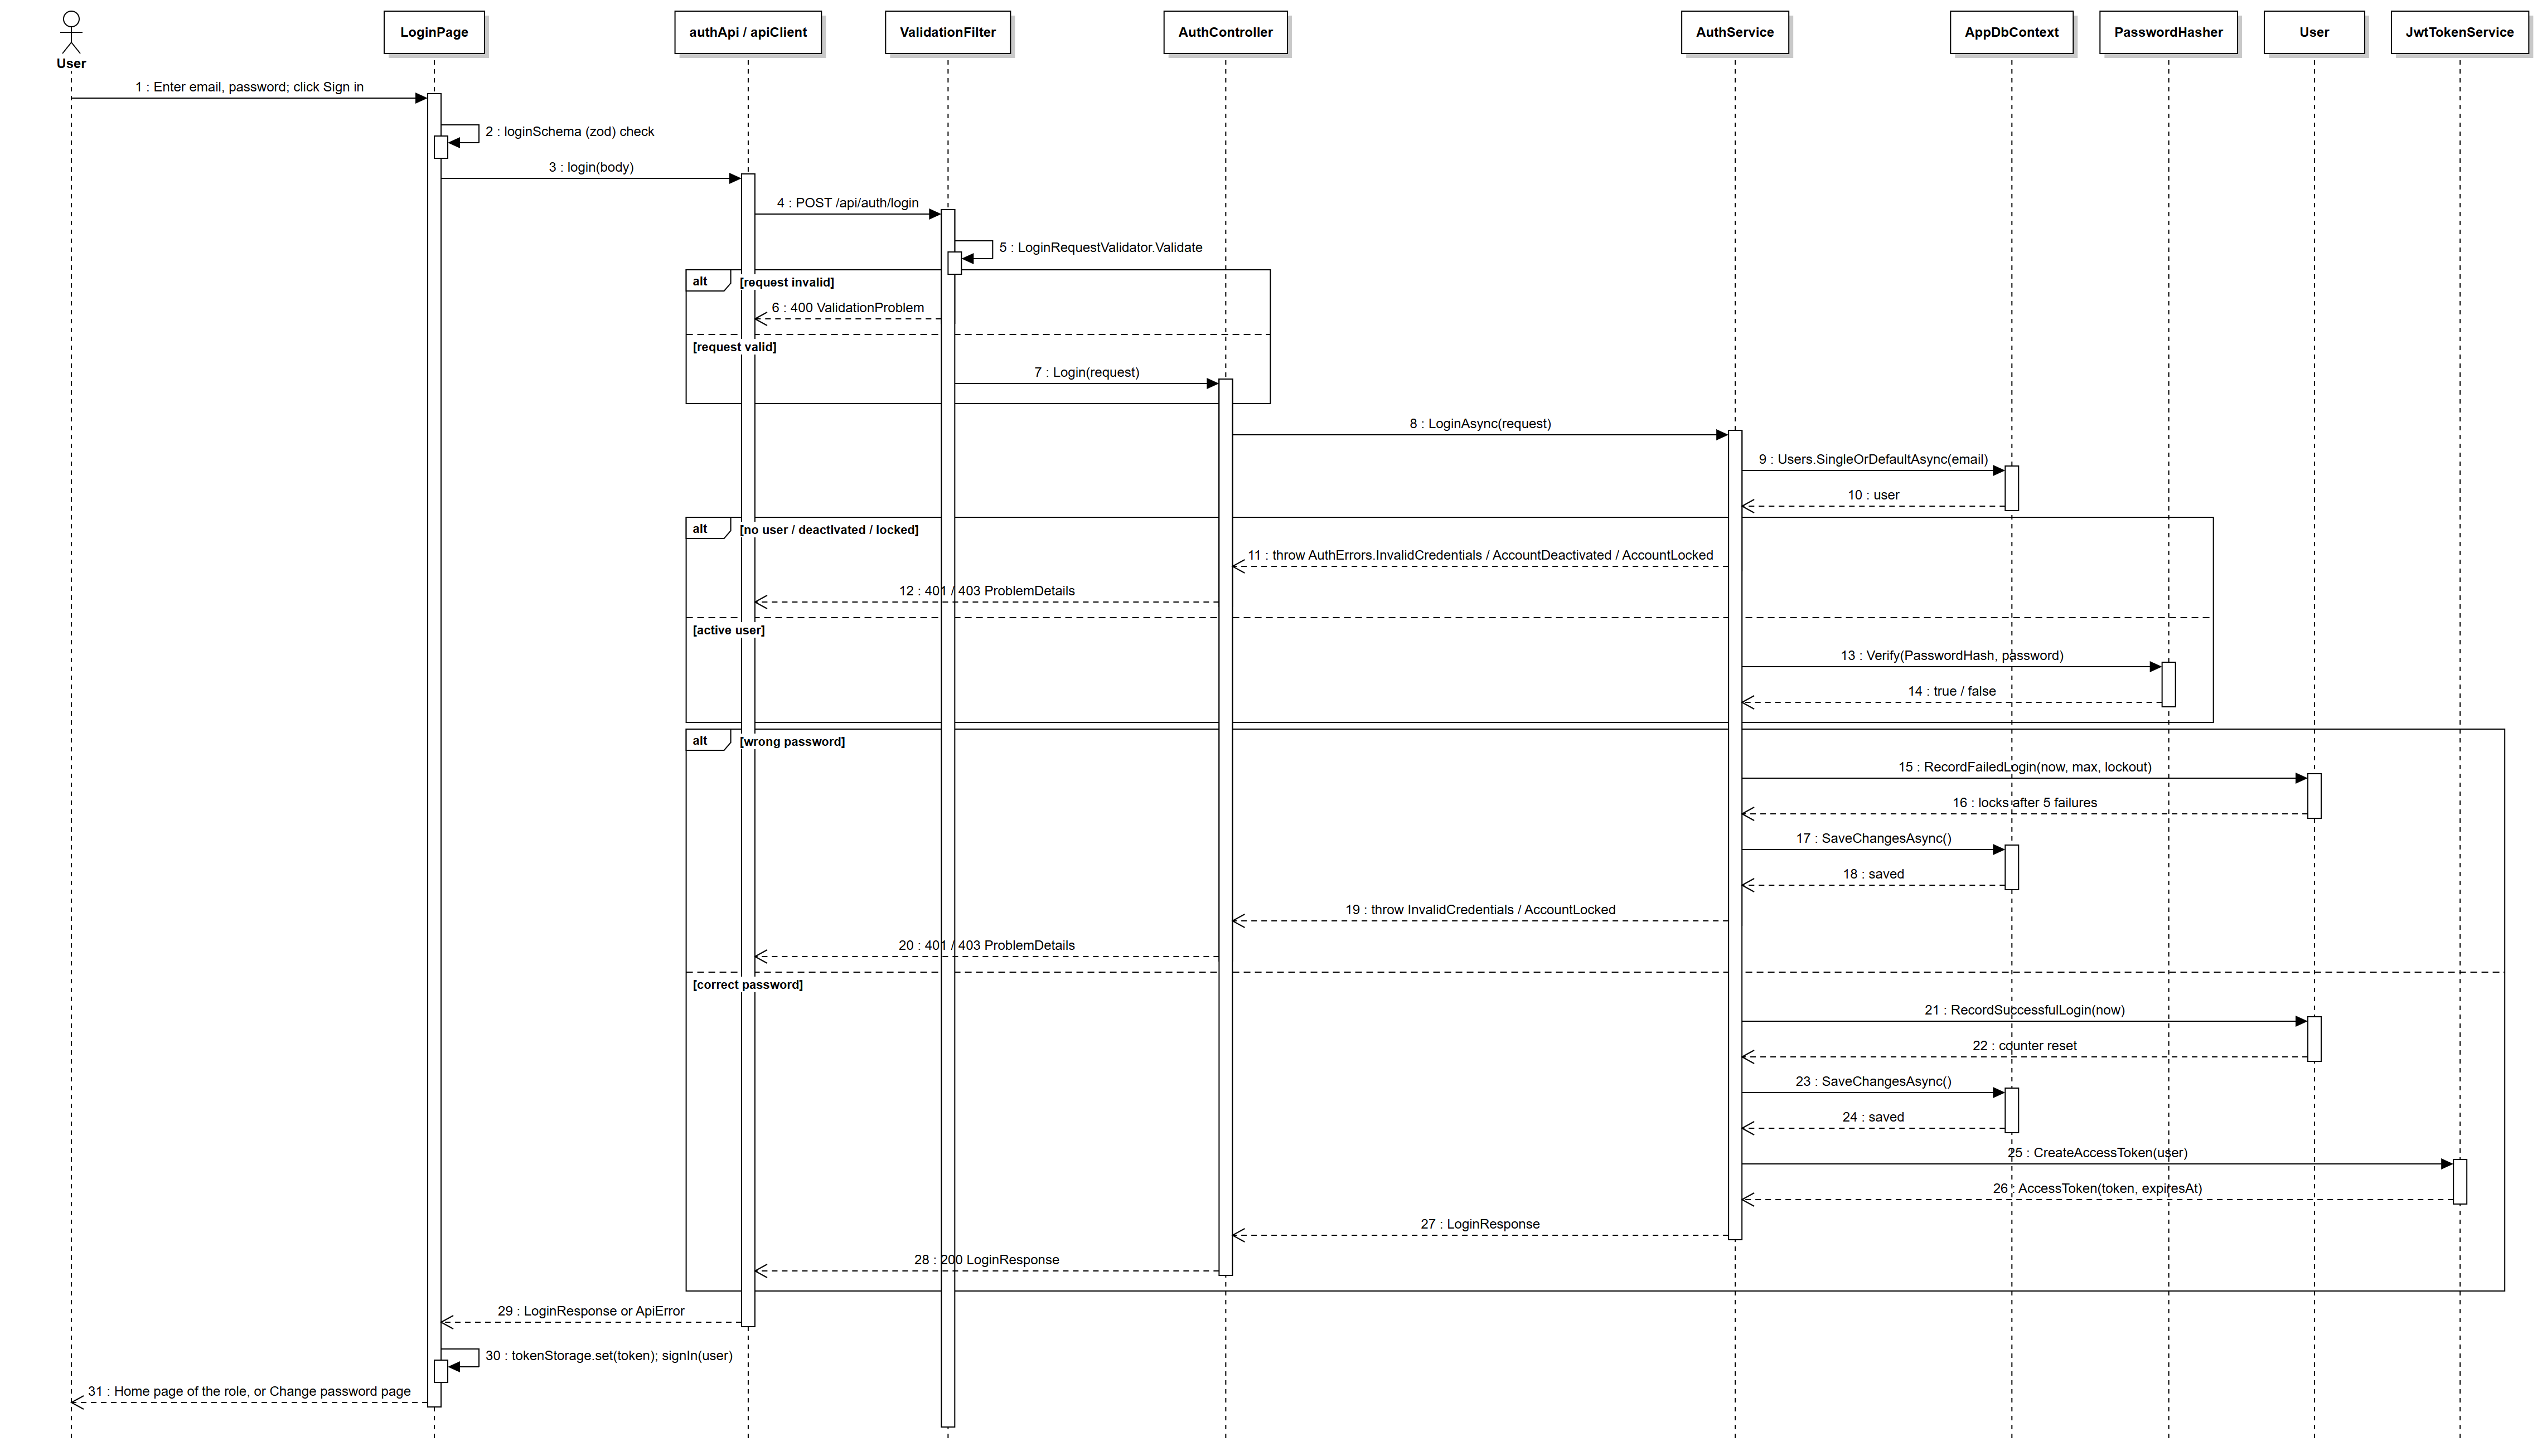 User
LoginPage
authApi / apiClient
ValidationFilter
AuthController
AuthService
AppDbContext
PasswordHasher
User
JwtTokenService
1 : Enter email, password; click Sign in
2 : loginSchema (zod) check
3 : login(body)
4 : POST /api/auth/login
5 : LoginRequestValidator.Validate
alt
[request invalid]
6 : 400 ValidationProblem
[request valid]
7 : Login(request)
8 : LoginAsync(request)
9 : Users.SingleOrDefaultAsync(email)
10 : user
alt
[no user / deactivated / locked]
11 : throw AuthErrors.InvalidCredentials / AccountDeactivated / AccountLocked
12 : 401 / 403 ProblemDetails
[active user]
13 : Verify(PasswordHash, password)
14 : true / false
alt
[wrong password]
15 : RecordFailedLogin(now, max, lockout)
16 : locks after 5 failures
17 : SaveChangesAsync()
18 : saved
19 : throw InvalidCredentials / AccountLocked
20 : 401 / 403 ProblemDetails
[correct password]
21 : RecordSuccessfulLogin(now)
22 : counter reset
23 : SaveChangesAsync()
24 : saved
25 : CreateAccessToken(user)
26 : AccessToken(token, expiresAt)
27 : LoginResponse
28 : 200 LoginResponse
29 : LoginResponse or ApiError
30 : tokenStorage.set(token); signIn(user)
31 : Home page of the role, or Change password page